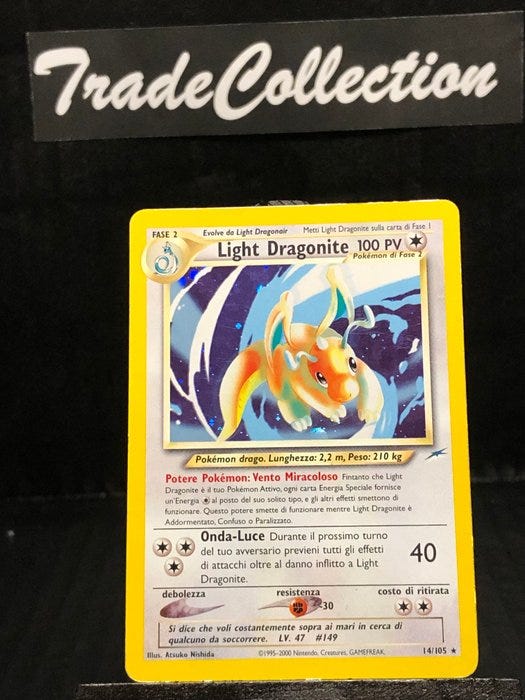 TradeCollection
FASE 2
Evolve da Light Dragonair
Metti Light Dragonite sulla carta di Fase 1
Light Dragonite 100 PV
Pokémon di Fase 2
Pokémon drago. Lunghezza: 2,2 m, Peso: 210 kg
Potere Pokémon: Vento Miracoloso Fintanto che Light
Dragonite è il tuo Pokémon Attivo, ogni carta Energia Speciale fornisce
un'Energia al posto del suo solito tipo, e gli altri effetti smettono di
funzionare. Questo potere smette di funzionare mentre Light Dragonite è
Addormentato, Confuso o Paralizzato.
Onda-Luce Durante il prossimo turno
del tuo avversario previeni tutti gli effetti
di attacchi oltre al danno inflitto a Light
Dragonite.
40
debolezza
resistenza
costo di ritirata
-30
Si dice che voli costantemente sopra ai mari in cerca di
qualcuno da soccorrere. LV. 47 #149
Illus. Atsuko Nishida
©1995-2000 Nintendo, Creatures, GAMEFREAK.
14/105 ★